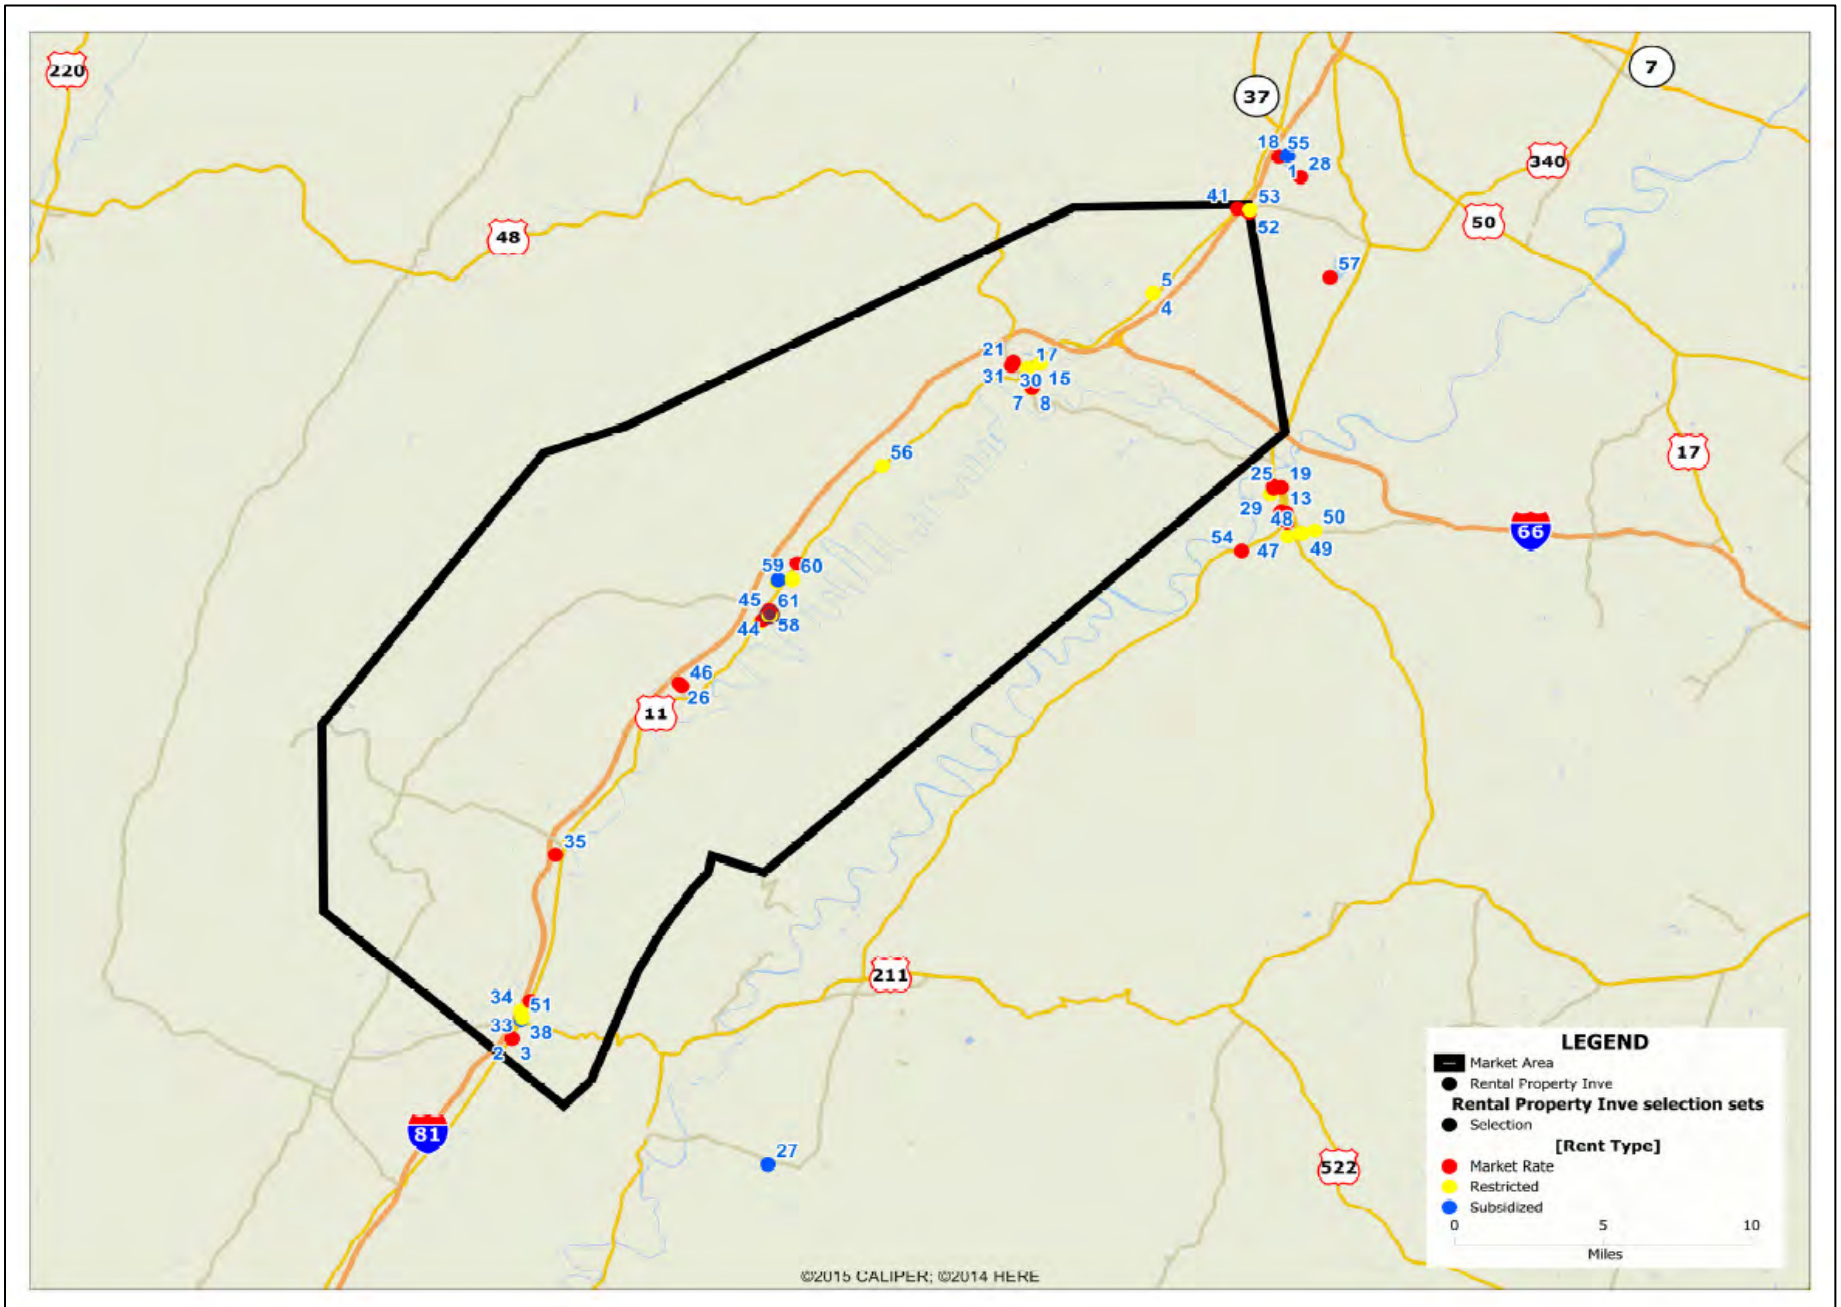 220
7
37
18 55
340
1 28
48
41 53
50
52
57
5
4
21 17
31 30 15
7 8
56
17
25 19
29 13
48 50
54 47 49
66
59 60
45 61
44 58
46
26
11
35
211
34 51
33 38
2 3
81
27
522
LEGEND
Market Area
Rental Property Inve
Rental Property Inve selection sets
Selection
[Rent Type]
Market Rate
Restricted
Subsidized
0 5 10
Miles
©2015 CALIPER; ©2014 HERE